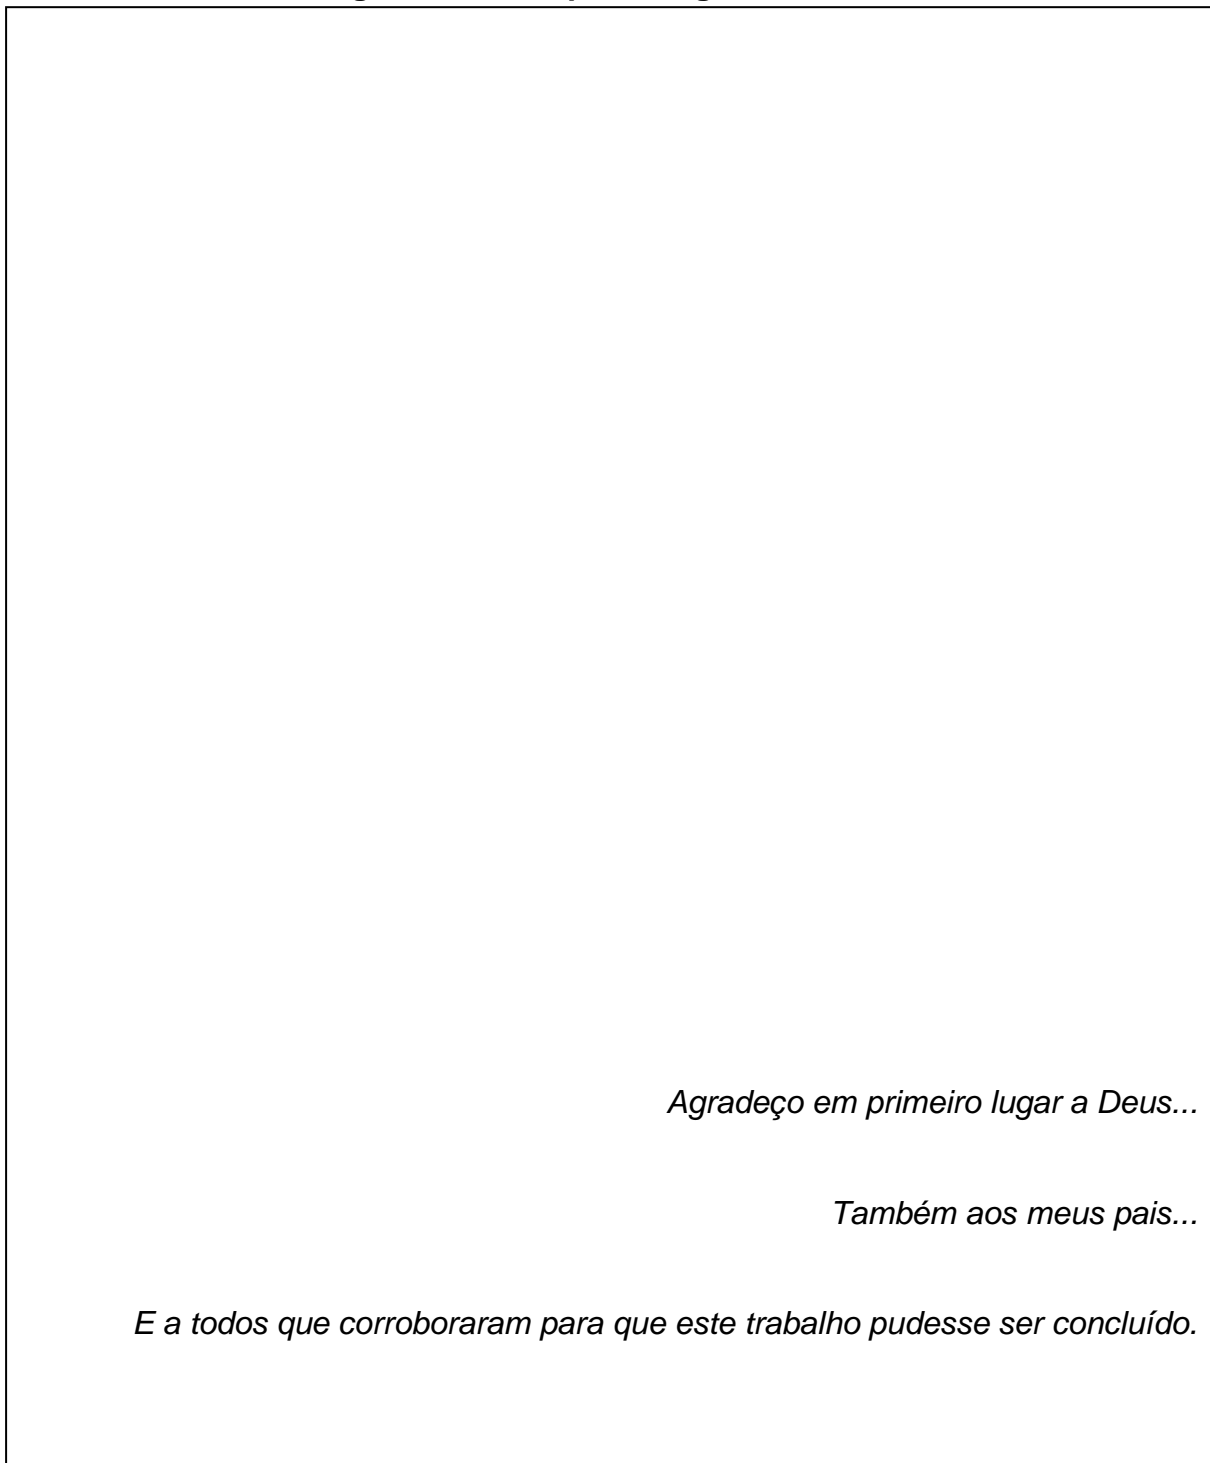 Agradeço em primeiro lugar a Deus...
Também aos meus pais...
E a todos que corroboraram para que este trabalho pudesse ser concluído.